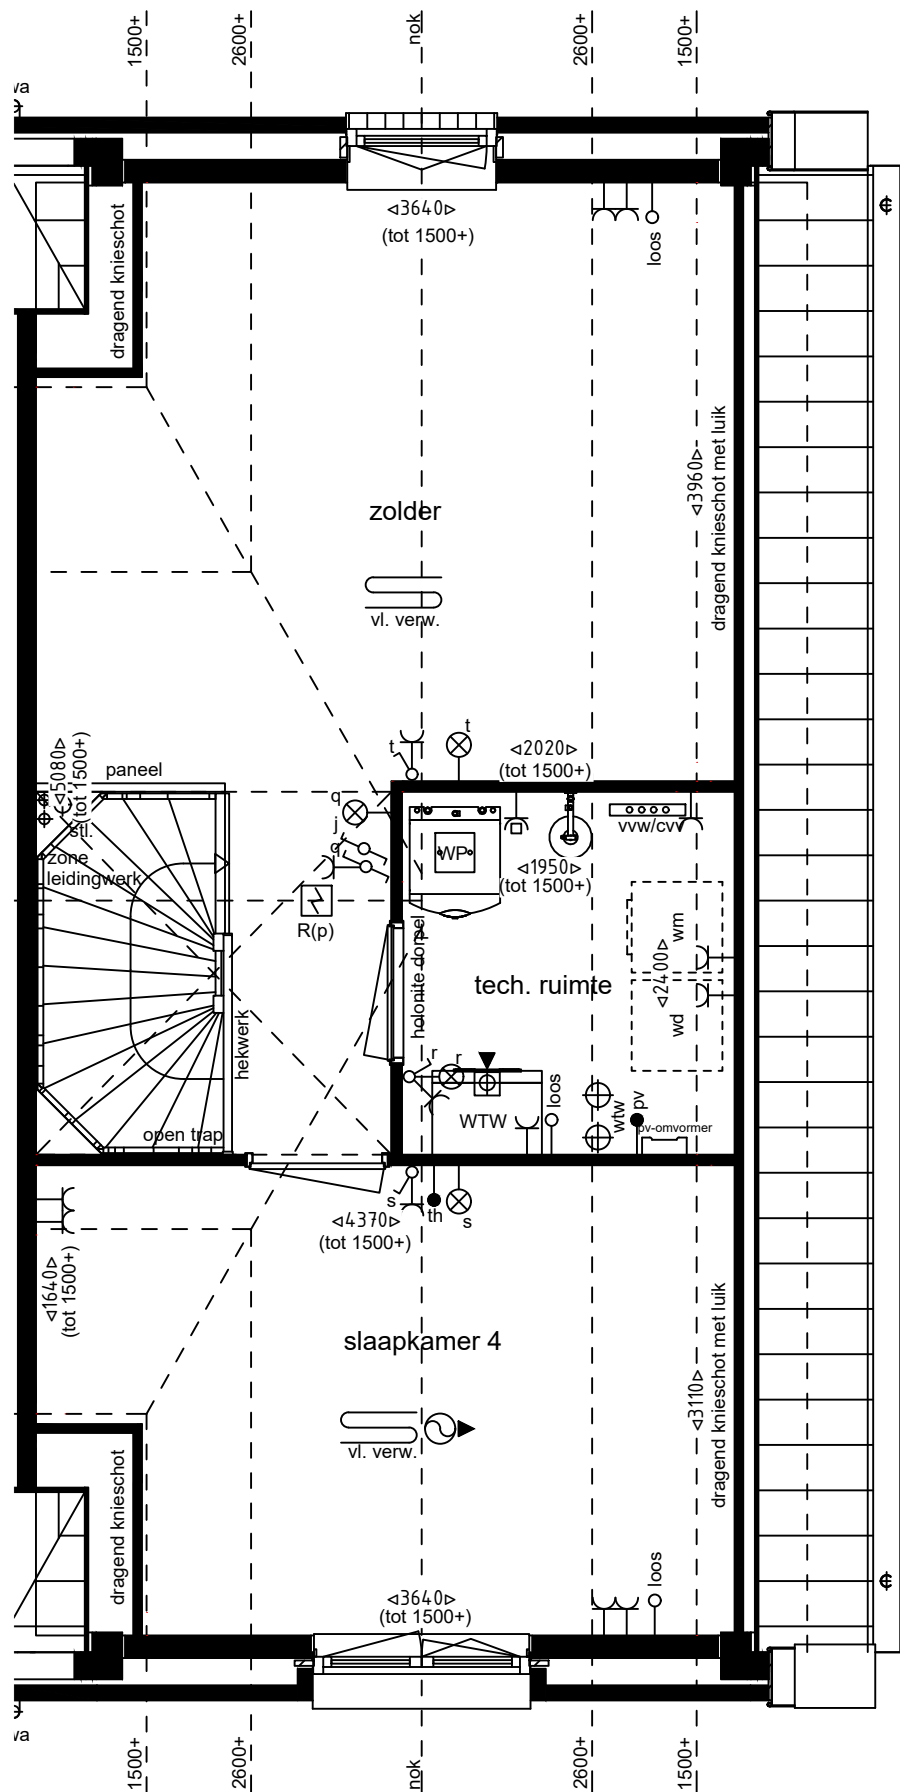 1500+
2600+
nok
2600+
1500+
wa
◁3640▷
(tot 1500+)
loos
dragend knieschot
◁3960▷
dragend knieschot met luik
zolder
vl. verw.
t
t
◁2020▷
(tot 1500+)
◁5080▷
(tot 1500+)
paneel
stl.
zone
leidingwerk
q
j
q
R(p)
WP
vvw/cvv
◁1950▷
(tot 1500+)
holonite dorpel
tech. ruimte
wm
◁2400▷
wd
hekwerk
open trap
r
r
WTW
loos
wtw
pv
pv-omvormer
s
th
s
◁4370▷
(tot 1500+)
◁1640▷
(tot 1500+)
slaapkamer 4
vl. verw.
◁3110▷
dragend knieschot met luik
dragend knieschot
◁3640▷
(tot 1500+)
loos
wa
1500+
2600+
nok
2600+
1500+